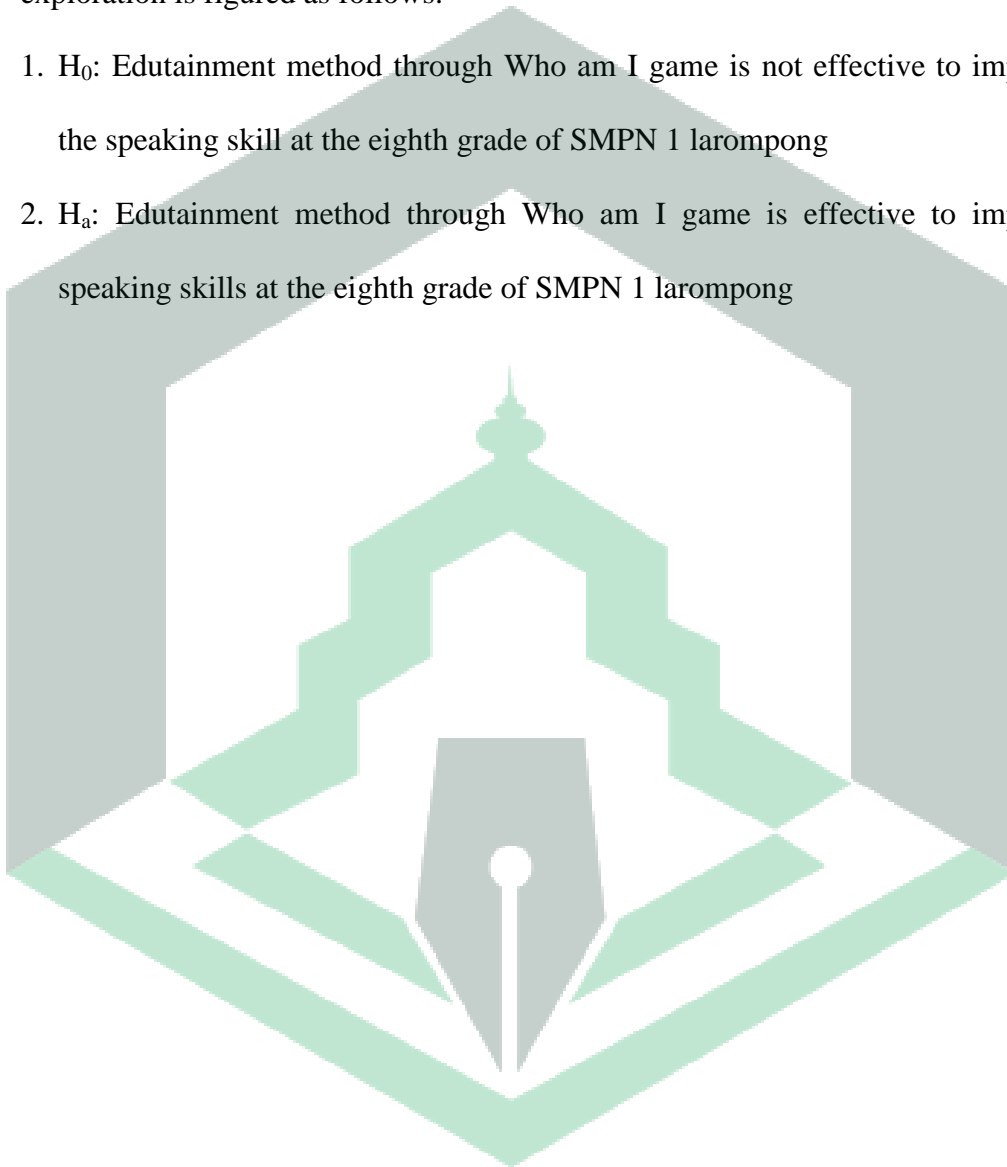 exploration is figured as follows:
1. H₀: Edutainment method through Who am I game is not effective to im
the speaking skill at the eighth grade of SMPN 1 larompong
2. Hₐ: Edutainment method through Who am I game is effective to im
speaking skills at the eighth grade of SMPN 1 larompong